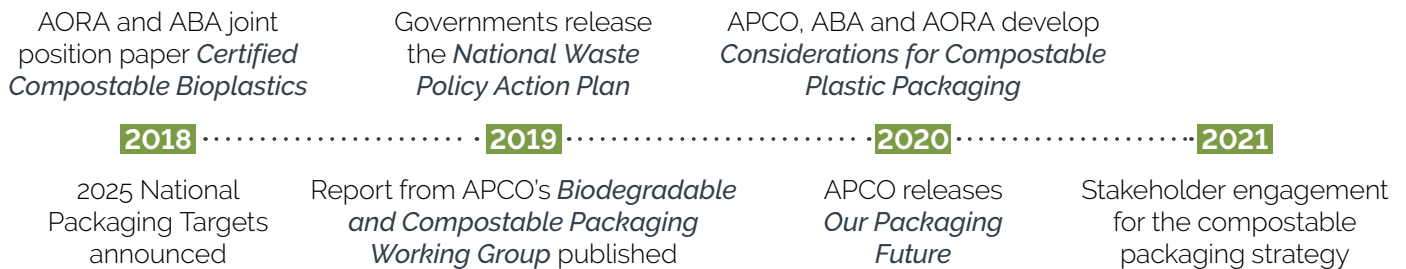 AORA and ABA joint
position paper Certified
Compostable Bioplastics
Governments release
the National Waste
Policy Action Plan
APCO, ABA and AORA develop
Considerations for Compostable
Plastic Packaging
2018
2019
2020
2021
2025 National
Packaging Targets
announced
Report from APCO's Biodegradable
and Compostable Packaging
Working Group published
APCO releases
Our Packaging
Future
Stakeholder engagement
for the compostable
packaging strategy